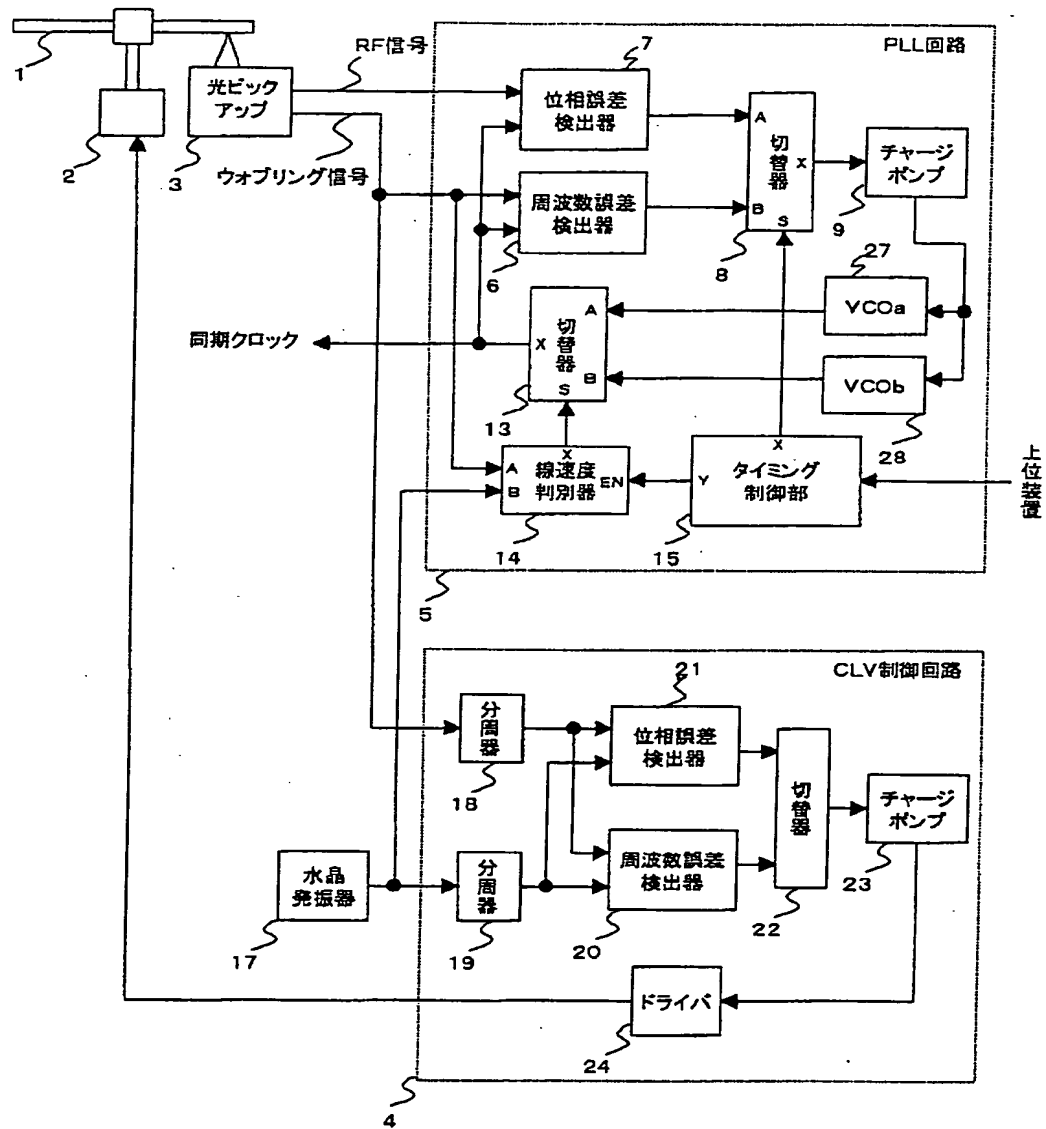 RF信号
7
PLL回路
1
光ピック
アップ
位相誤差
検出器
A
切替器
X
B
S
チャージ
ポンプ
2
3
ウォブリング信号
周波数誤差
検出器
6
8
9
27
VCOa
同期クロック
X
切替器
A
B
S
VCOb
13
28
A
B
X
線速度
判別器
EN
Y
X
タイミング
制御部
上位装置
14
15
5
CLV制御回路
21
分周器
18
位相誤差
検出器
切替器
チャージ
ポンプ
水晶
発振器
分周器
周波数誤差
検出器
23
17
19
20
22
ドライバ
24
4